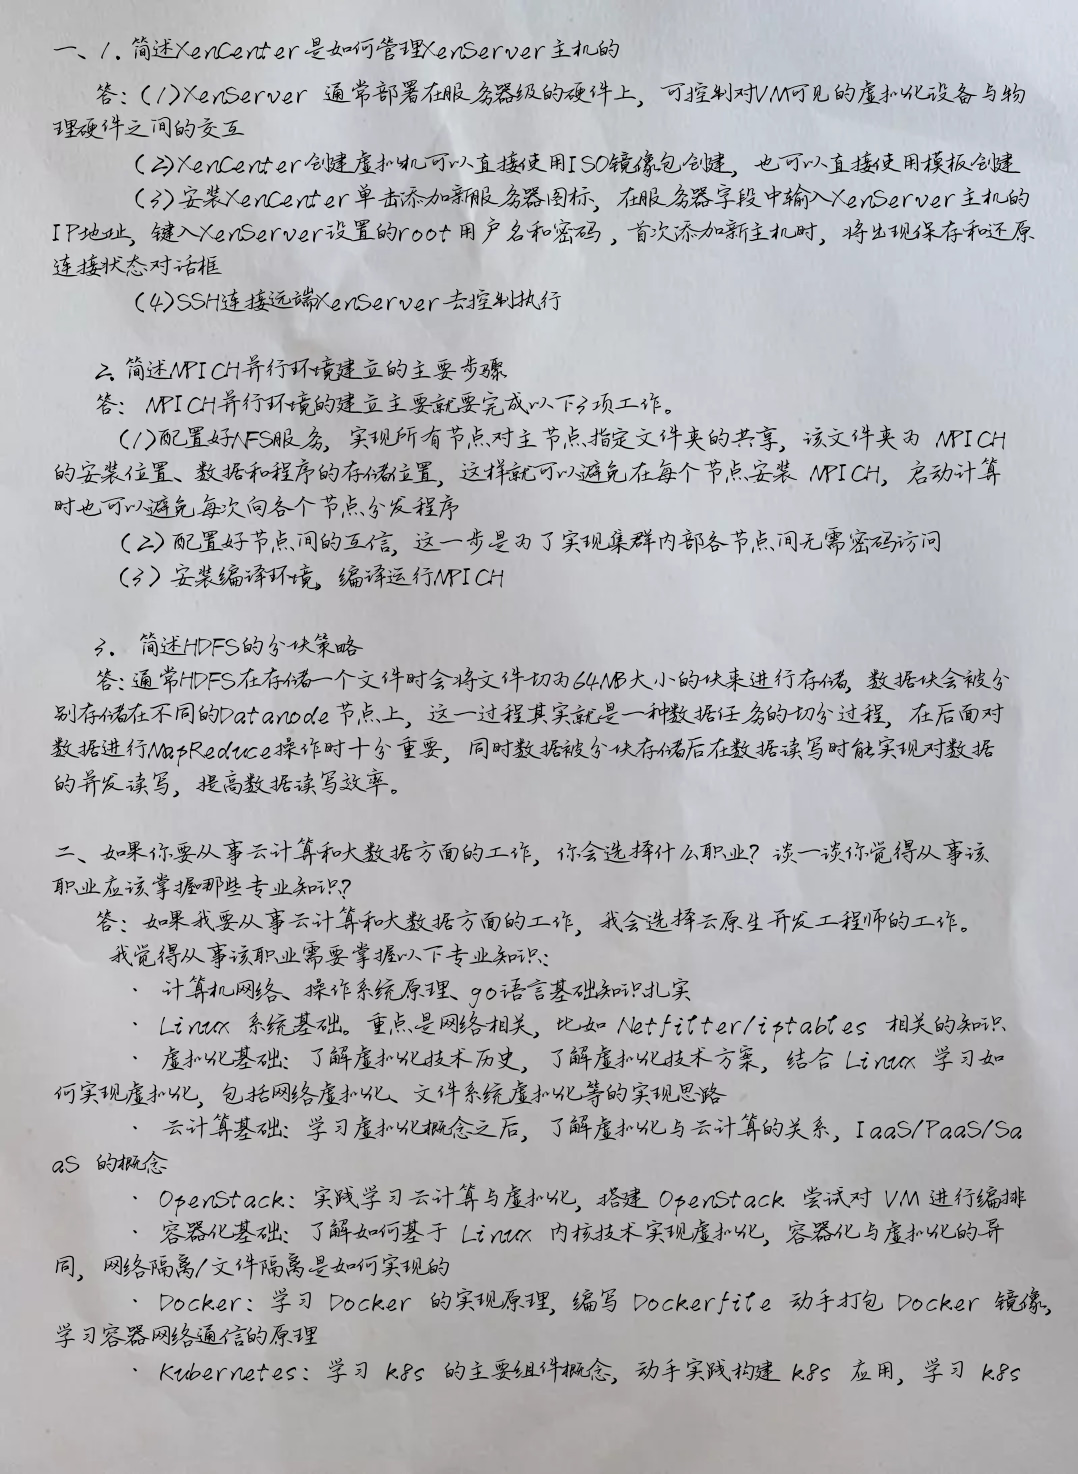 一、1. 简述XenCenter是如何管理XenServer主机的
答：(1)XenServer 通常部署在服务器级的硬件上，可控制对VM可见的虚拟化设备与物
理硬件之间的交互
(2)XenCenter创建虚拟机可以直接使用ISO镜像包创建，也可以直接使用模板创建
(3)安装XenCenter单击添加新服务器图标，在服务器字段中输入XenServer主机的
IP地址，键入XenServer设置的root用户名和密码，首次添加新主机时，将出现保存和还原
连接状态对话框
(4)SSH连接远端XenServer去控制执行
2. 简述MPICH并行环境建立的主要步骤
答： MPICH并行环境的建立主要就要完成以下3项工作。
(1)配置好NFS服务，实现所有节点对主节点指定文件夹的共享，该文件夹为 MPICH
的安装位置、数据和程序的存储位置，这样就可以避免在每个节点安装 MPICH，启动计算
时也可以避免每次向各个节点分发程序
(2)配置好节点间的互信，这一步是为了实现集群内部各节点间无需密码访问
(3) 安装编译环境，编译运行MPICH
3. 简述HDFS的分块策略
答：通常HDFS在存储一个文件时会将文件切为64MB大小的块来进行存储，数据块会被分
别存储在不同的Datanode节点上，这一过程其实就是一种数据任务的切分过程，在后面对
数据进行MapReduce操作时十分重要，同时数据被分块存储后在数据读写时能实现对数据
的并发读写，提高数据读写效率。
二、如果你要从事云计算和大数据方面的工作，你会选择什么职业？谈一谈你觉得从事该
职业应该掌握哪些专业知识？
答：如果我要从事云计算和大数据方面的工作，我会选择云原生开发工程师的工作。
我觉得从事该职业需要掌握以下专业知识：
· 计算机网络、操作系统原理、go语言基础知识扎实
· Linux 系统基础。重点是网络相关，比如 Netfilter/iptables 相关的知识
· 虚拟化基础：了解虚拟化技术历史，了解虚拟化技术方案，结合 Linux 学习如
何实现虚拟化，包括网络虚拟化、文件系统虚拟化等的实现思路
· 云计算基础：学习虚拟化概念之后，了解虚拟化与云计算的关系，IaaS/PaaS/Sa
aS 的概念
· OpenStack：实践学习云计算与虚拟化，搭建 OpenStack 尝试对 VM 进行编排
· 容器化基础：了解如何基于 Linux 内核技术实现虚拟化，容器化与虚拟化的异
同，网络隔离/文件隔离是如何实现的
· Docker：学习 Docker 的实现原理，编写 Dockerfile 动手打包 Docker 镜像，
学习容器网络通信的原理
· Kubernetes：学习 k8s 的主要组件概念，动手实践构建 k8s 应用，学习 k8s